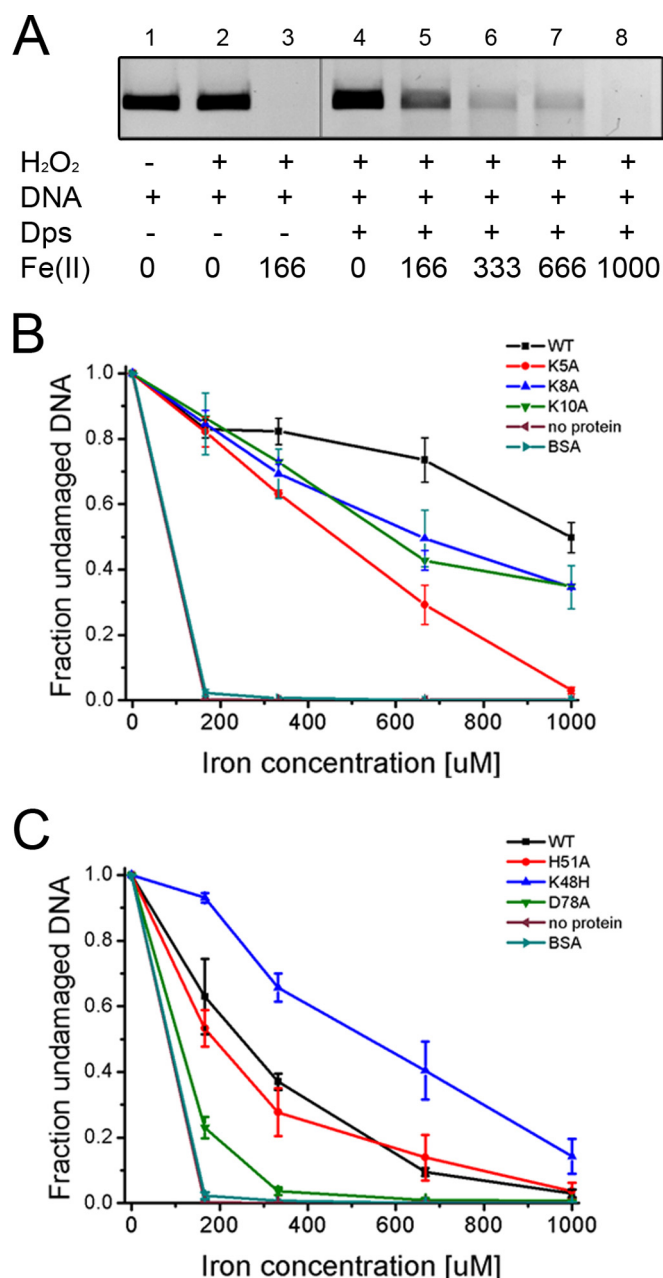 A
1 2 3 4 5 6 7 8
H₂O₂ - + + + + + + +
DNA + + + + + + + +
Dps - - - + + + + +
Fe(II) 0 0 166 0 166 333 666 1000
B
WT
K5A
K8A
K10A
no protein
BSA
1.0
0.8
0.6
0.4
0.2
0.0
Fraction undamaged DNA
0 200 400 600 800 1000
Iron concentration [uM]
C
WT
H51A
K48H
D78A
no protein
BSA
1.0
0.8
0.6
0.4
0.2
0.0
Fraction undamaged DNA
0 200 400 600 800 1000
Iron concentration [uM]